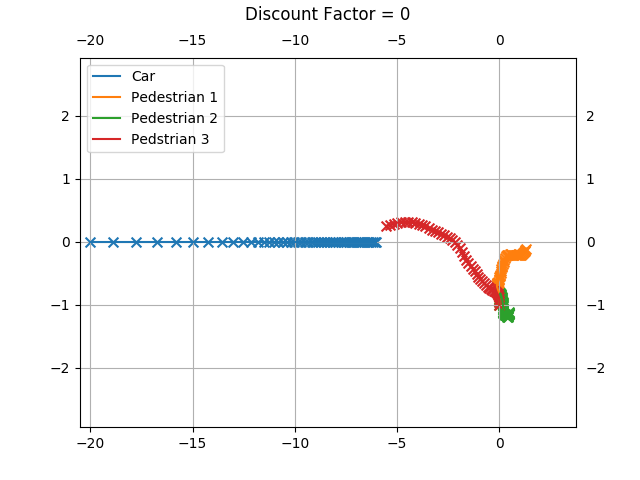 Discount Factor = 0
−20 −15 −10 −5 0
Car
Pedestrian 1
Pedestrian 2
Pedstrian 3
2 2
1 1
0 0
−1 −1
−2 −2
−20 −15 −10 −5 0